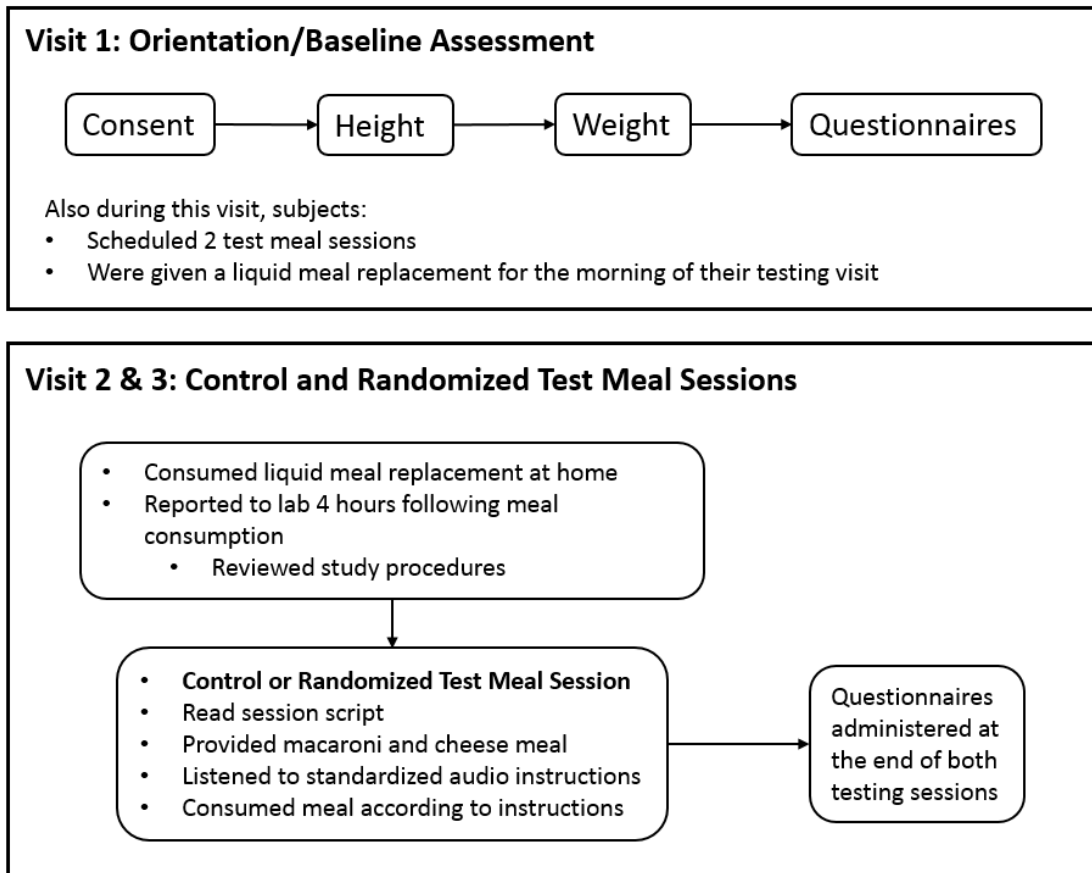 Visit 1: Orientation/Baseline Assessment
Consent
Height
Weight
Questionnaires
Also during this visit, subjects:
• Scheduled 2 test meal sessions
• Were given a liquid meal replacement for the morning of their testing visit
Visit 2 & 3: Control and Randomized Test Meal Sessions
• Consumed liquid meal replacement at home
• Reported to lab 4 hours following meal
consumption
• Reviewed study procedures
• Control or Randomized Test Meal Session
• Read session script
• Provided macaroni and cheese meal
• Listened to standardized audio instructions
• Consumed meal according to instructions
Questionnaires
administered at
the end of both
testing sessions